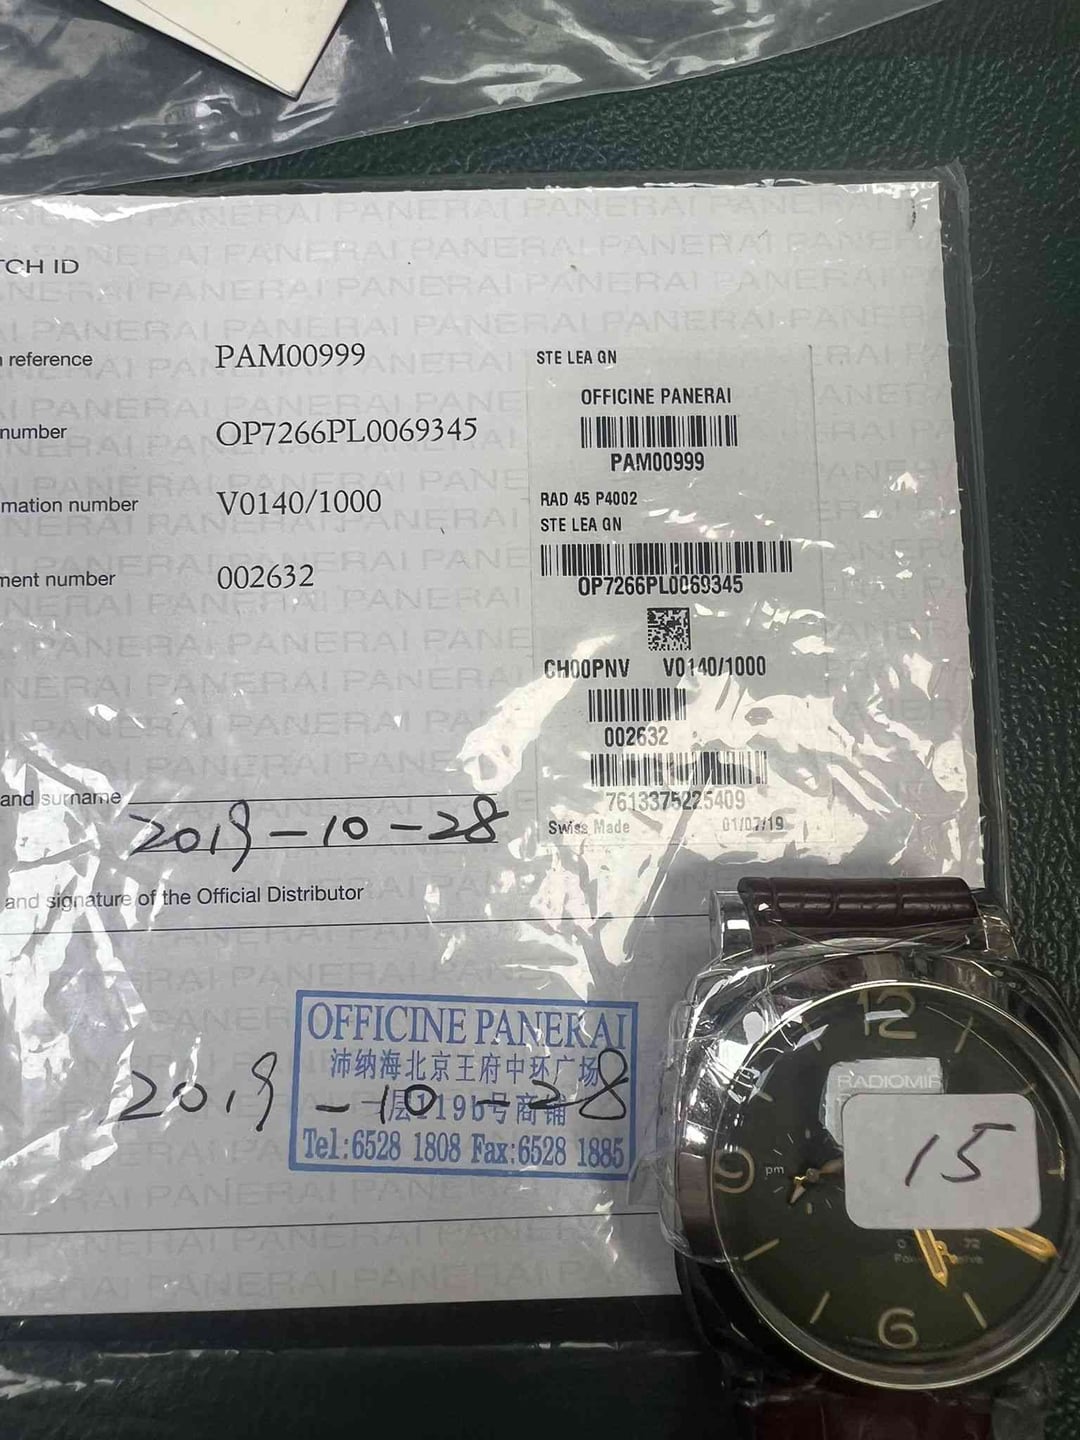 TCH ID
reference PAM00999
number OP7266PL0069345
mation number V0140/1000
ment number 002632
and surname
2019-10-28
and signature of the Official Distributor
STE LEA GN
OFFICINE PANERAI
PAM00999
RAD 45 P4002
STE LEA GN
OP7266PL0069345
CH00PNV V0140/1000
002632
7613375225409
Swiss Made 01/07/19
OFFICINE PANERAI
沛纳海北京王府中环广场
一层119b号商铺
Tel:6528 1808 Fax:6528 1885
2019-10-28
12
RADIOMIR
15
9
pm
6